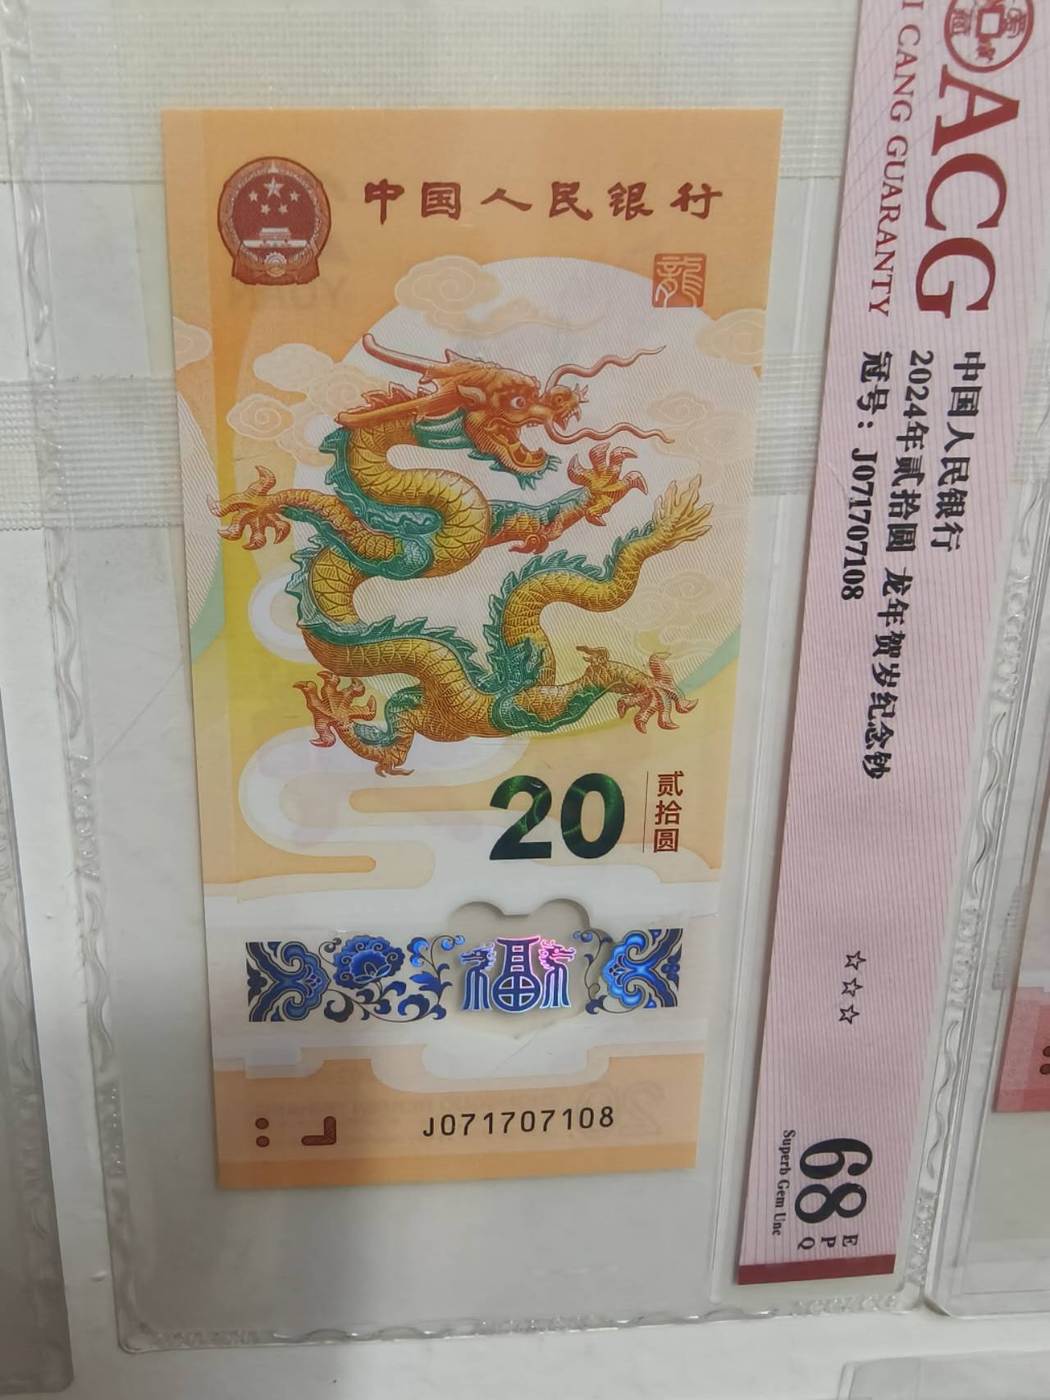 中国人民银行
龍
20
贰拾圆
福
J071707108
ACG
I CANG GUARANTY
中国人民银行
2024年贰拾圆 龙年贺岁纪念钞
冠号：J071707108
☆☆☆
68 EPQ
Superb Gem Unc